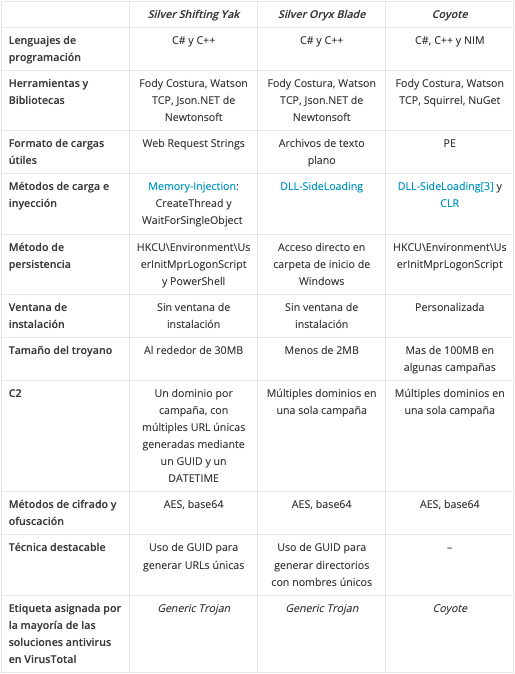 Silver Shifting Yak Silver Oryx Blade Coyote
Lenguajes de C# y C++ C# y C++ C#, C++ y NIM
programación
Herramientas y Fody Costura, Watson Fody Costura, Watson Fody Costura, Watson
Bibliotecas TCP, Json.NET de TCP, Json.NET de TCP, Squirrel, NuGet
Newtonsoft Newtonsoft
Formato de cargas Web Request Strings Archivos de texto PE
útiles plano
Métodos de carga e Memory-Injection: DLL-SideLoading DLL-SideLoading[3] y
inyección CreateThread y CLR
WaitForSingleObject
Método de HKCU\Environment\Us Acceso directo en HKCU\Environment\Us
persistencia erInitMprLogonScript carpeta de inicio de erInitMprLogonScript
y PowerShell Windows
Ventana de Sin ventana de Sin ventana de Personalizada
instalación instalación instalación
Tamaño del troyano Al rededor de 30MB Menos de 2MB Mas de 100MB en
algunas campañas
C2 Un dominio por Múltiples dominios en Múltiples dominios en
campaña, con una sola campaña una sola campaña
múltiples URL únicas
generadas mediante
un GUID y un
DATETIME
Métodos de cifrado y AES, base64 AES, base64 AES, base64
ofuscación
Técnica destacable Uso de GUID para Uso de GUID para –
generar URLs únicas generar directorios
con nombres únicos
Etiqueta asignada por Generic Trojan Generic Trojan Coyote
la mayoría de las
soluciones antivirus
en VirusTotal